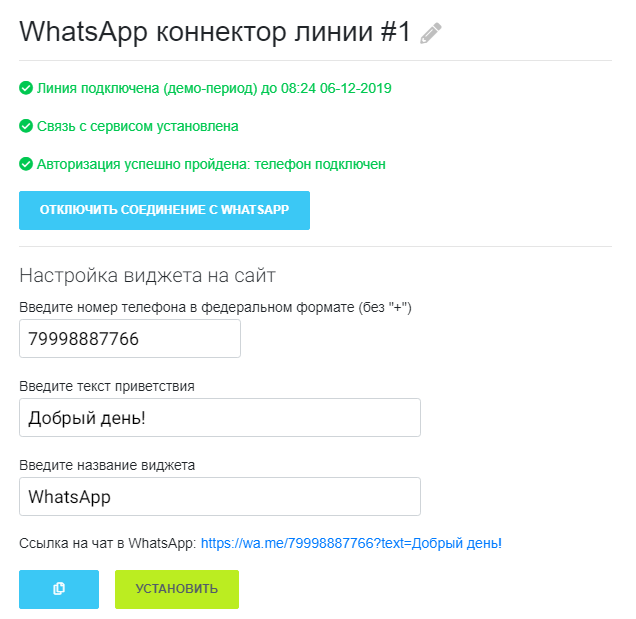 WhatsApp коннектор линии #1
Линия подключена (демо-период) до 08:24 06-12-2019
Связь с сервисом установлена
Авторизация успешно пройдена: телефон подключен
ОТКЛЮЧИТЬ СОЕДИНЕНИЕ С WHATSAPP
Настройка виджета на сайт
Введите номер телефона в федеральном формате (без "+")
79998887766
Введите текст приветствия
Добрый день!
Введите название виджета
WhatsApp
Ссылка на чат в WhatsApp: https://wa.me/79998887766?text=Добрый день!
УСТАНОВИТЬ